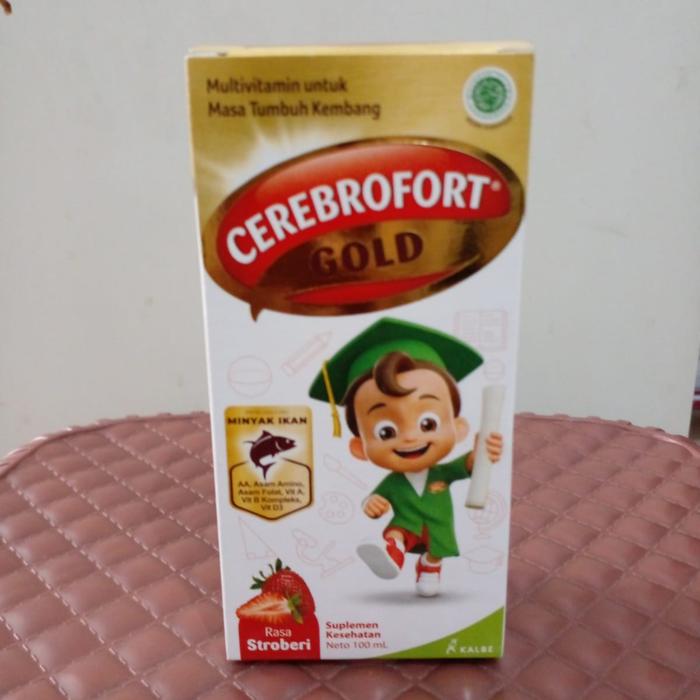 Multivitamin untuk
Masa Tumbuh Kembang
CEREBROFORT®
GOLD
MINYAK IKAN
AA, Asam Amino,
Asam Folat, Vit A,
Vit B Kompleks,
Vit D3
Rasa
Stroberi
Suplemen
Kesehatan
Neto 100 mL
KALBE